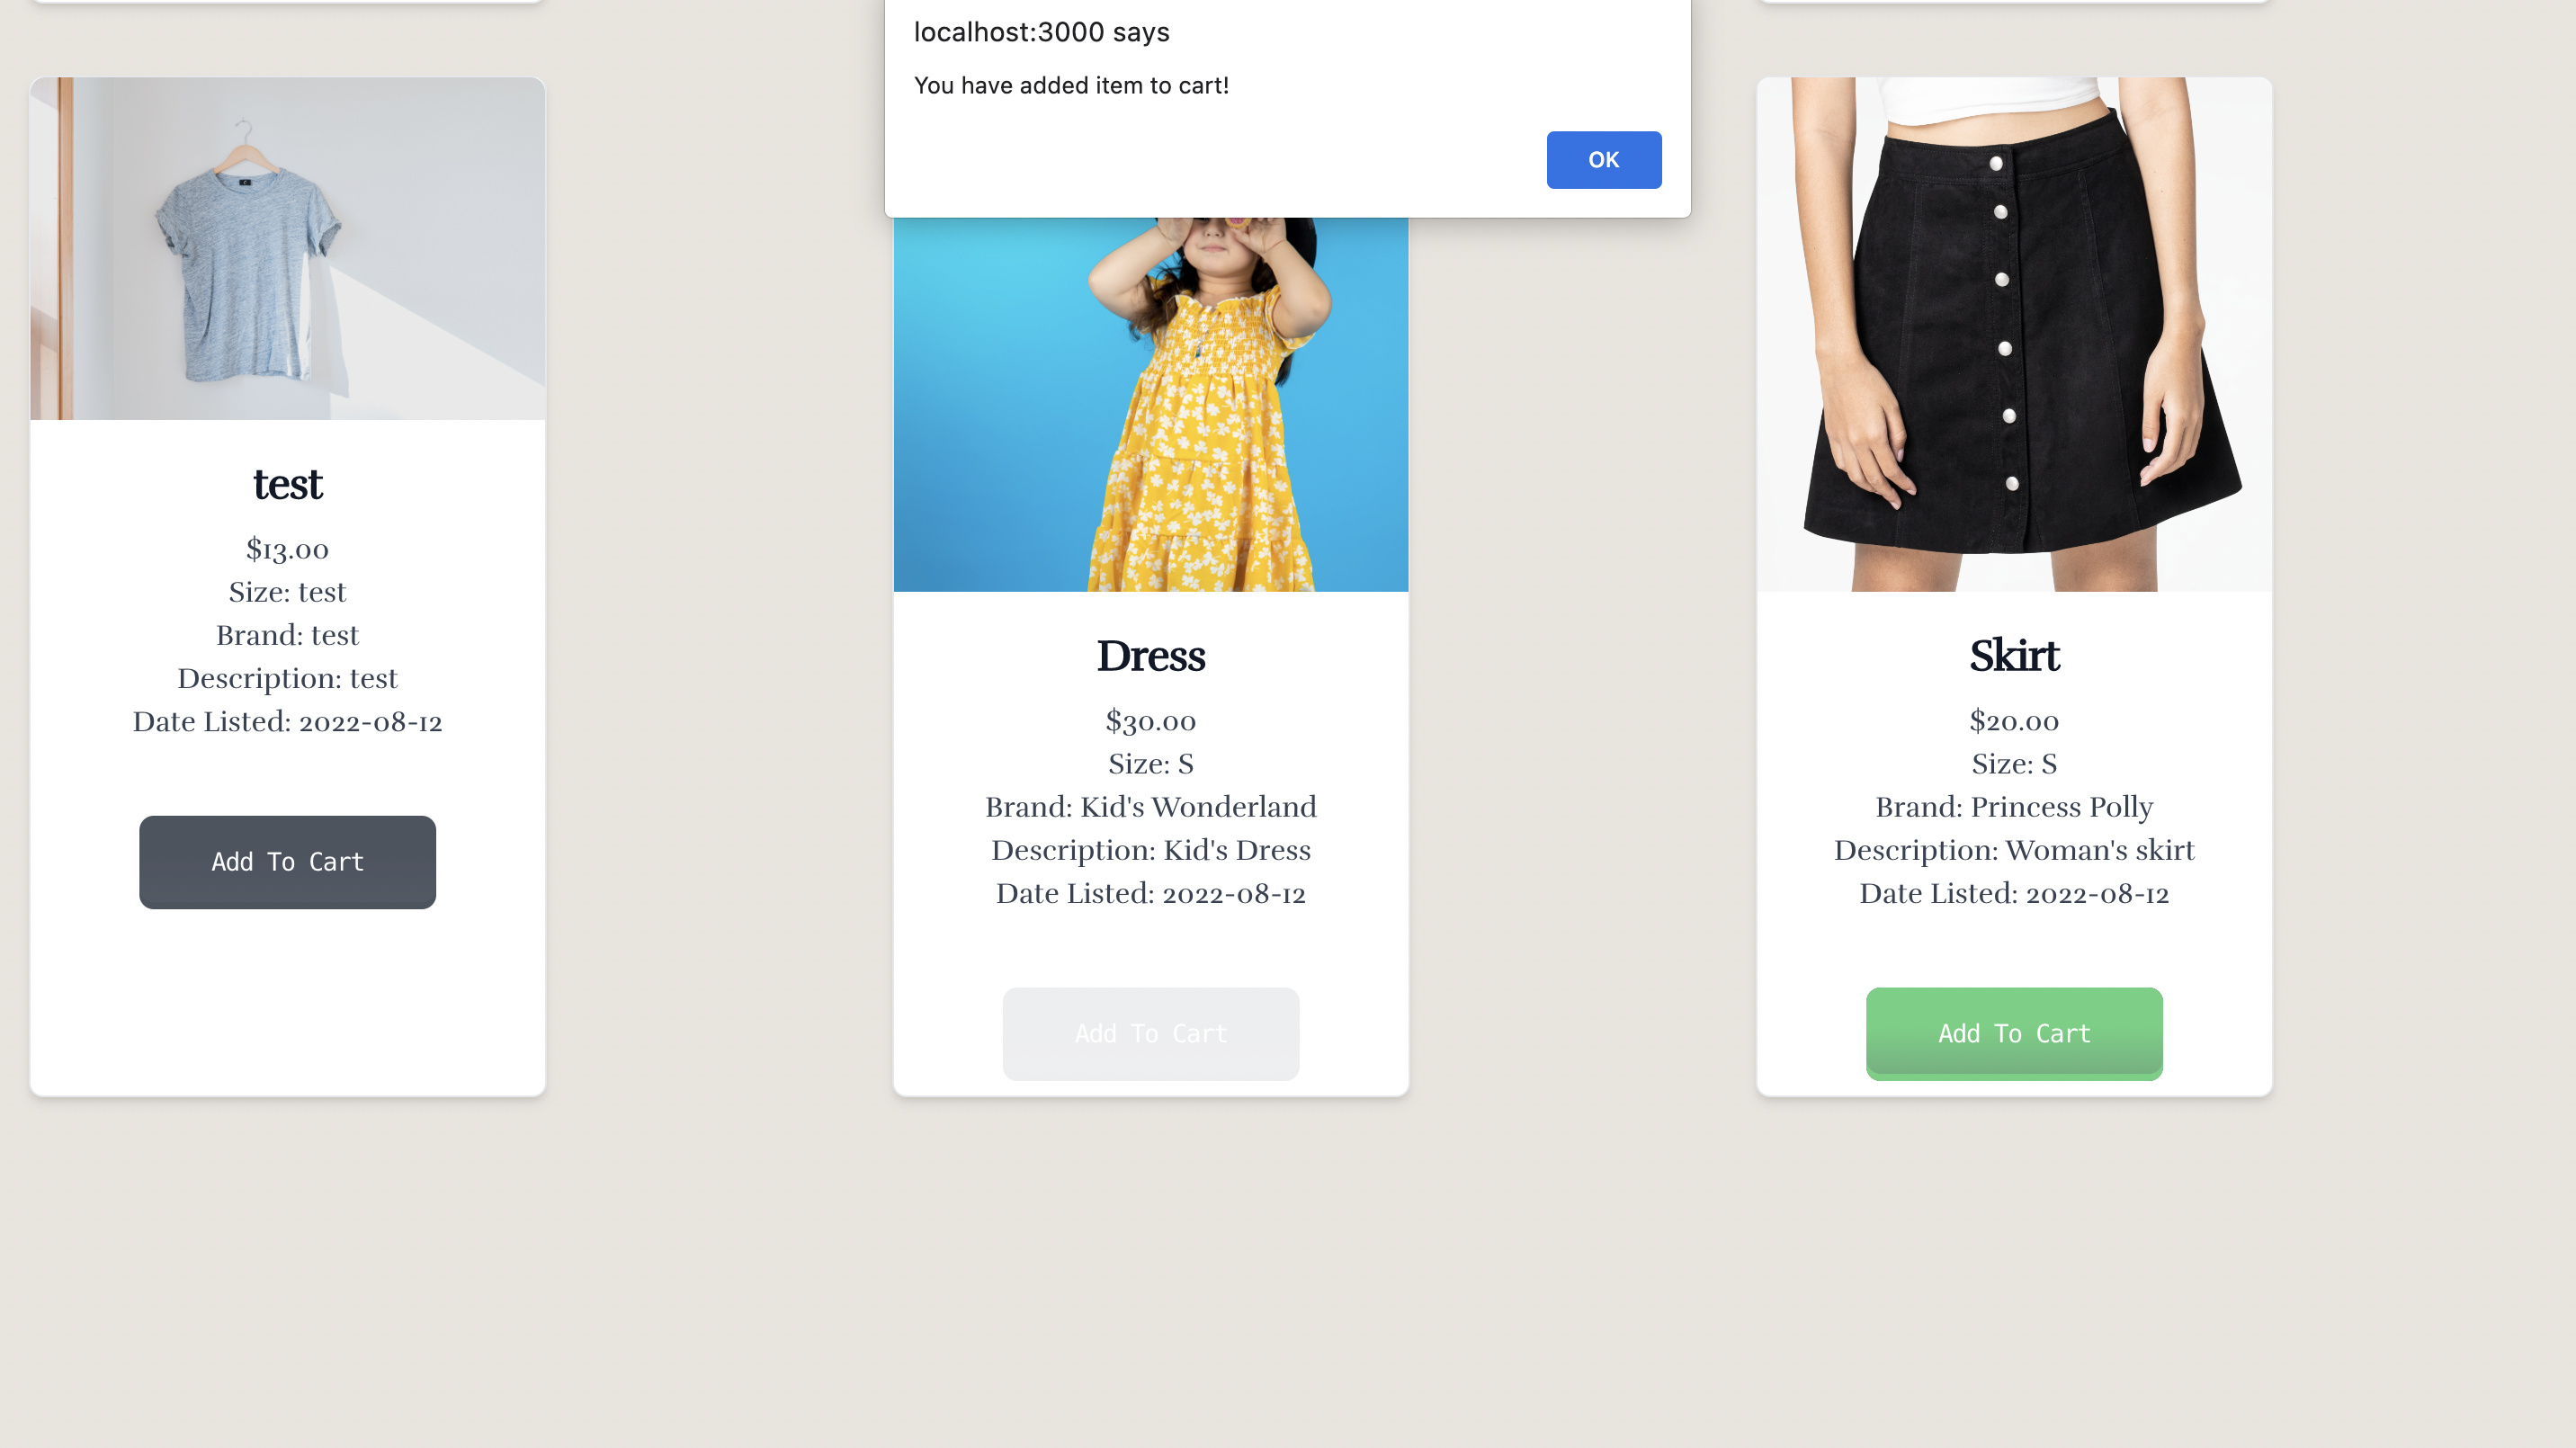 localhost:3000 says
You have added item to cart!
OK
test
$13.00
Size: test
Brand: test
Description: test
Date Listed: 2022-08-12
Add To Cart
Dress
$30.00
Size: S
Brand: Kid's Wonderland
Description: Kid's Dress
Date Listed: 2022-08-12
Add To Cart
Skirt
$20.00
Size: S
Brand: Princess Polly
Description: Woman's skirt
Date Listed: 2022-08-12
Add To Cart